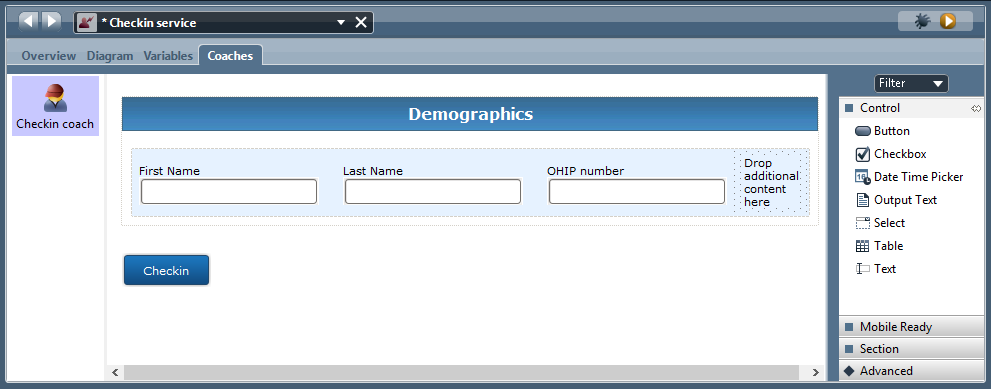 * Checkin service
Overview Diagram Variables Coaches
Checkin coach
Demographics
First Name Last Name OHIP number
Drop
additional
content
here
Checkin
Filter
Control
Button
Checkbox
Date Time Picker
Output Text
Select
Table
Text
Mobile Ready
Section
Advanced